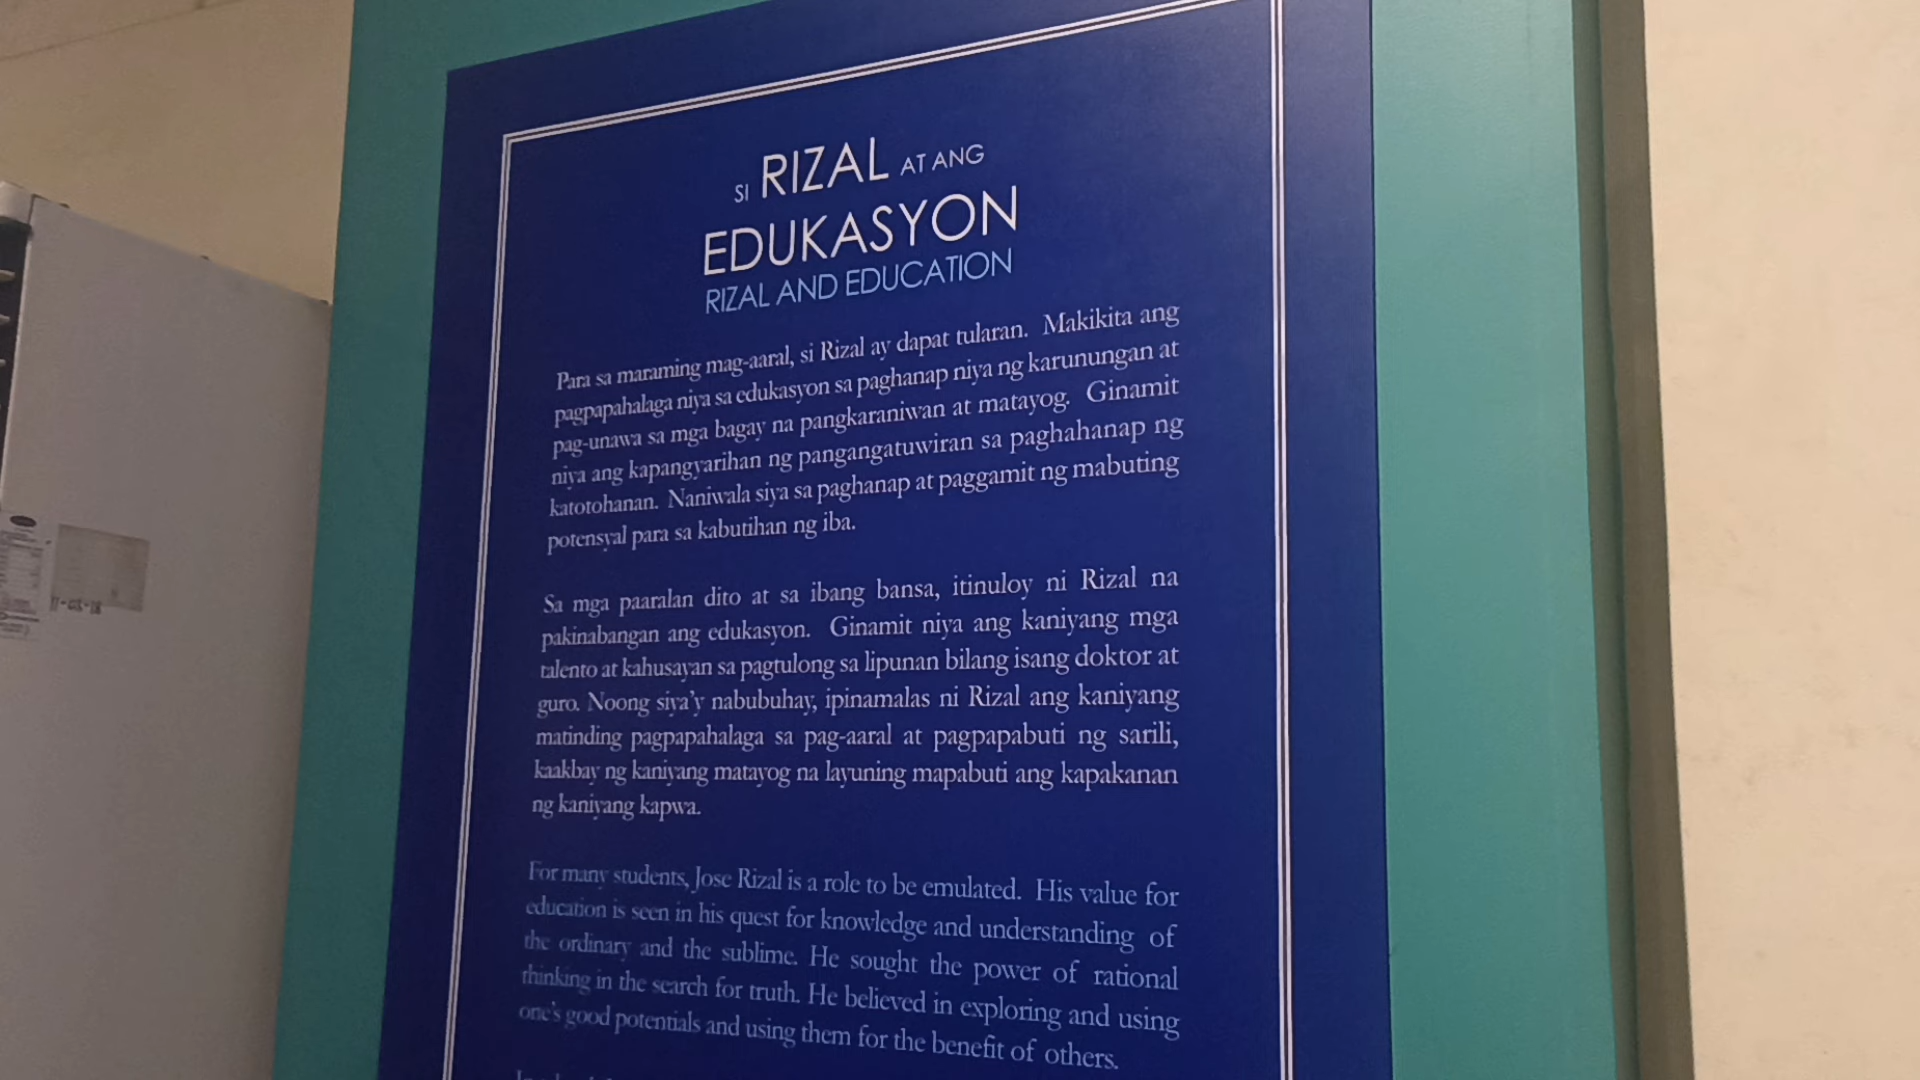 SI RIZAL AT ANG
EDUKASYON
RIZAL AND EDUCATION
Para sa maraming mag-aaral, si Rizal ay dapat tularan. Makikita ang
pagpapahalaga niya sa edukasyon sa paghanap niya ng karunungan at
pag-unawa sa mga bagay na pangkaraniwan at matayog. Ginamit
niya ang kapangyarihan ng pangangatuwiran sa paghahanap ng
katotohanan. Naniwala siya sa paghanap at paggamit ng mabuting
potensyal para sa kabutihan ng iba.
Sa mga paaralan dito at sa ibang bansa, itinuloy ni Rizal na
pakinabangan ang edukasyon. Ginamit niya ang kaniyang mga
talento at kahusayan sa pagtulong sa lipunan bilang isang doktor at
guro. Noong siya'y nabubuhay, ipinamalas ni Rizal ang kaniyang
matinding pagpapahalaga sa pag-aaral at pagpapabuti ng sarili,
kaakbay ng kaniyang matayog na layuning mapabuti ang kapakanan
ng kaniyang kapwa.
For many students, Jose Rizal is a role to be emulated. His value for
education is seen in his quest for knowledge and understanding of
the ordinary and the sublime. He sought the power of rational
thinking in the search for truth. He believed in exploring and using
one's good potentials and using them for the benefit of others.